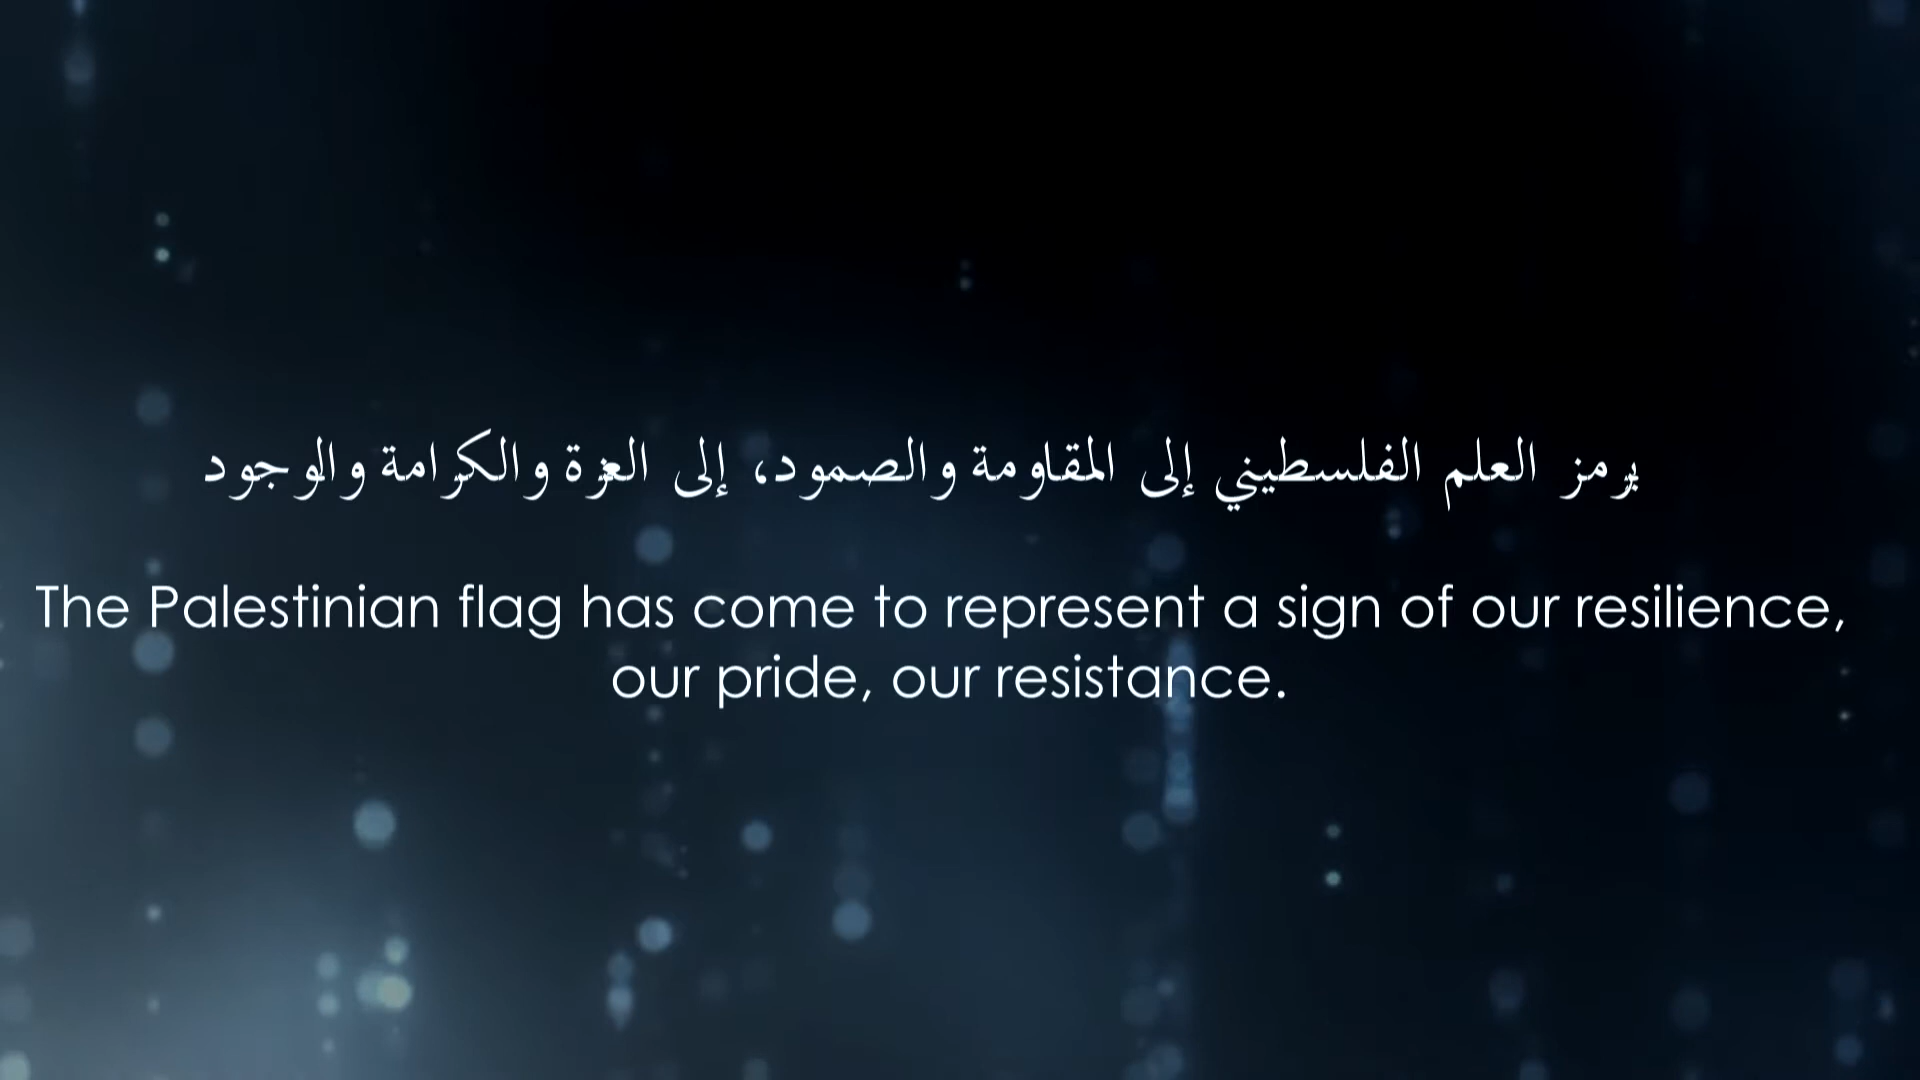 يرمز العلم الفلسطيني إلى المقاومة والصمود، إلى العزة والكرامة والوجود
The Palestinian flag has come to represent a sign of our resilience,
our pride, our resistance.